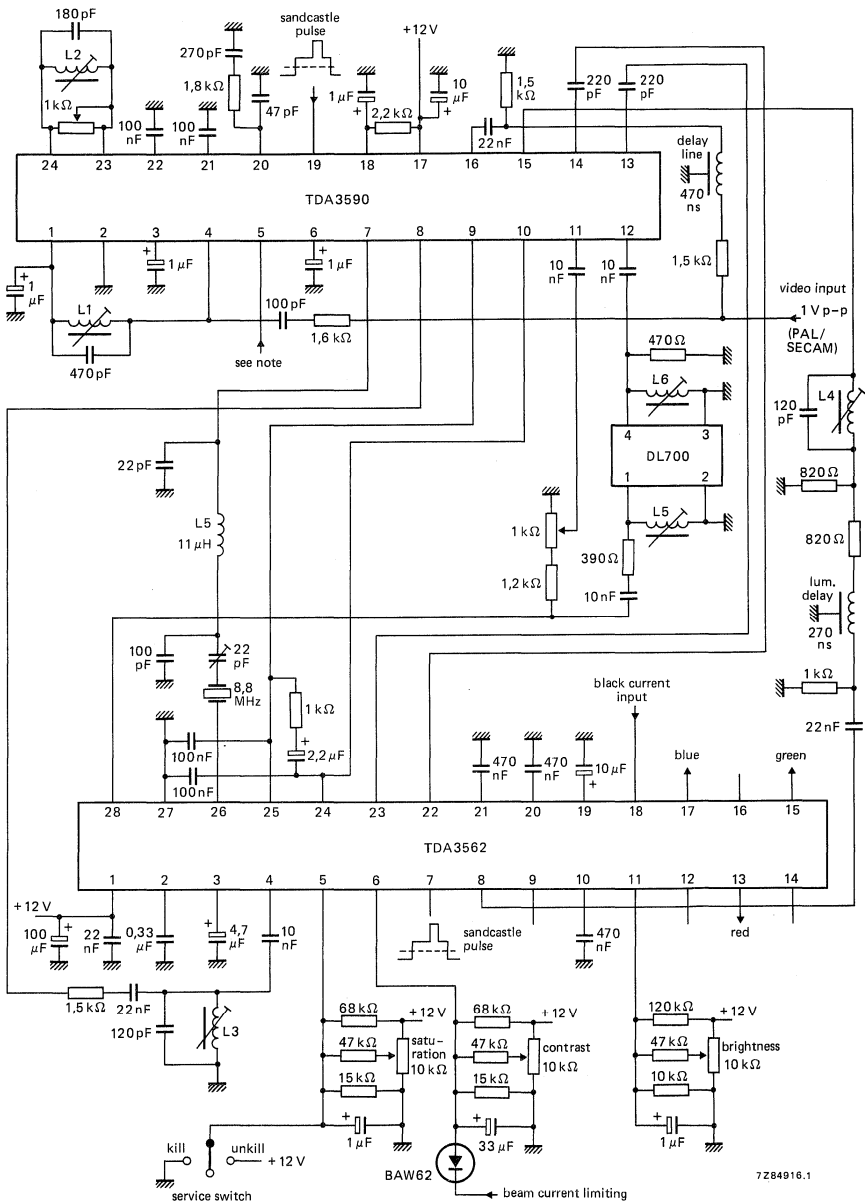 180 pF
L2
1 kΩ
100 nF
100 nF
270 pF
1,8 kΩ
47 pF
sandcastle pulse
1 μF
2,2 kΩ
+12 V
10 μF
22 nF
1,5 kΩ
220 pF
220 pF
24 23 22 21 20 19 18 17 16 15 14 13
TDA3590
1 2 3 4 5 6 7 8 9 10 11 12
delay line
470 ns
1,5 kΩ
1 μF
1 μF
1 μF
10 nF
10 nF
L1
470 pF
100 pF
1,6 kΩ
see note
video input
1 V p-p
(PAL/
SECAM)
470 Ω
L6
4 3
DL700
1 2
L5
120 pF
L4
820 Ω
820 Ω
22 pF
L5
11 μH
1 kΩ
1,2 kΩ
390 Ω
10 nF
lum. delay
270 ns
100 pF
22 pF
8,8 MHz
1 kΩ
2,2 μF
100 nF
100 nF
1 kΩ
22 nF
black current input
470 nF
470 nF
10 μF
blue
green
28 27 26 25 24 23 22 21 20 19 18 17 16 15
TDA3562
1 2 3 4 5 6 7 8 9 10 11 12 13 14
+12 V
100 μF
22 nF
0,33 μF
4,7 μF
10 nF
sandcastle pulse
470 nF
red
1,5 kΩ
22 nF
120 pF
L3
68 kΩ
+12 V
47 kΩ
satu-
ration
10 kΩ
15 kΩ
1 μF
68 kΩ
+12 V
47 kΩ
contrast
10 kΩ
15 kΩ
33 μF
120 kΩ
+12 V
47 kΩ
brightness
10 kΩ
10 kΩ
1 μF
kill
unkill
+12 V
service switch
BAW62
beam current limiting
7Z84916.1